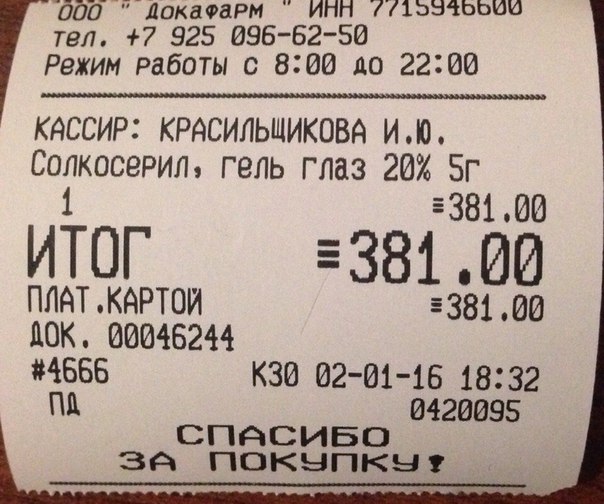 ООО " ДОКАФАРМ " ИНН 7715946600
тел. +7 925 096-62-50
Режим работы с 8:00 до 22:00
КАССИР: КРАСИЛЬЩИКОВА И.Ю.
Солкосерил, гель глаз 20% 5г
1 ≡381.00
ИТОГ ≡381.00
ПЛАТ.КАРТОЙ ≡381.00
ДОК. 00046244
#4666 К30 02-01-16 18:32
ПД 0420095
СПАСИБО
ЗА ПОКУПКУ!